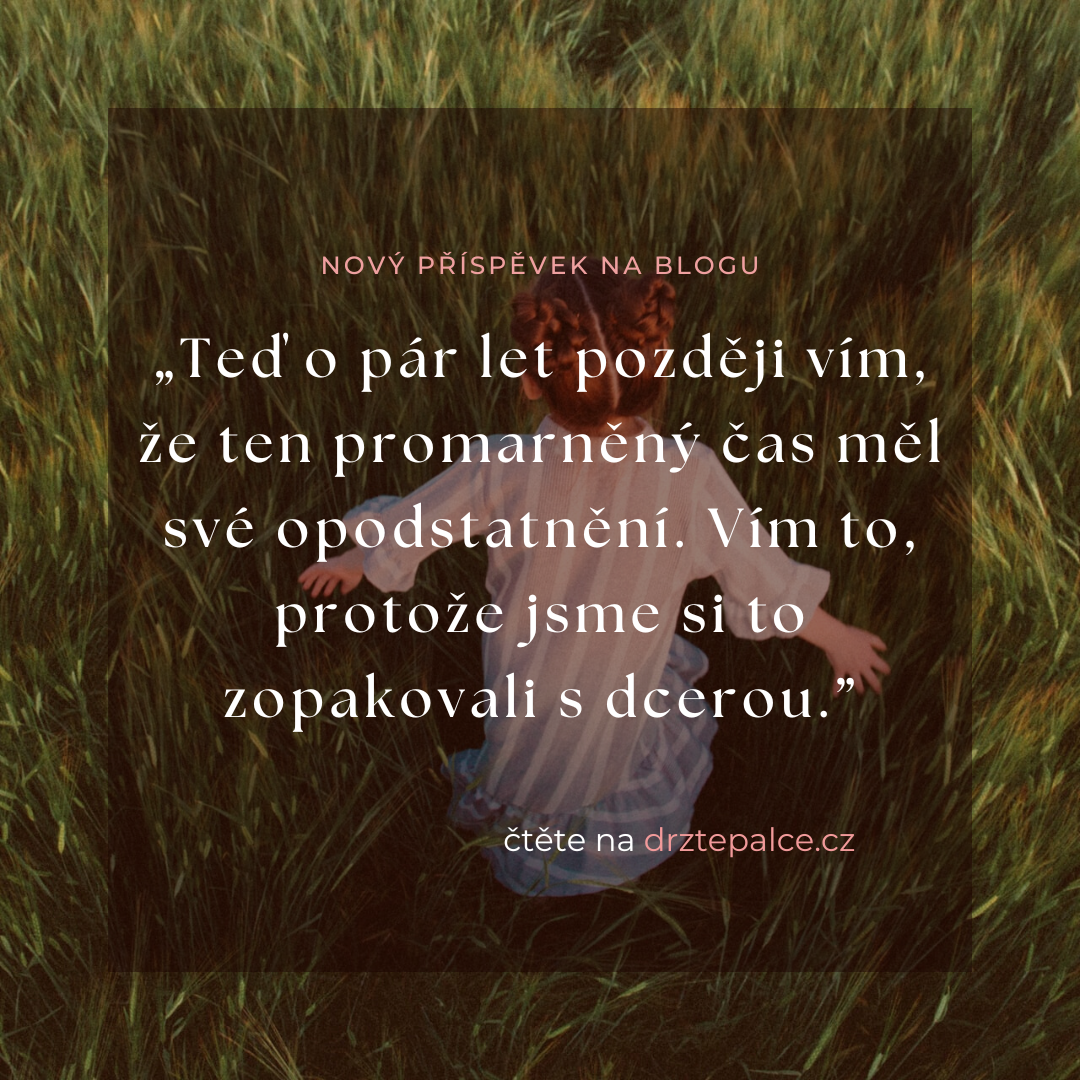 NOVÝ PŘÍSPĚVEK NA BLOGU
„Teď o pár let později vím,
že ten promarněný čas měl
své opodstatnění. Vím to,
protože jsme si to
zopakovali s dcerou.”
čtěte na drztepalce.cz